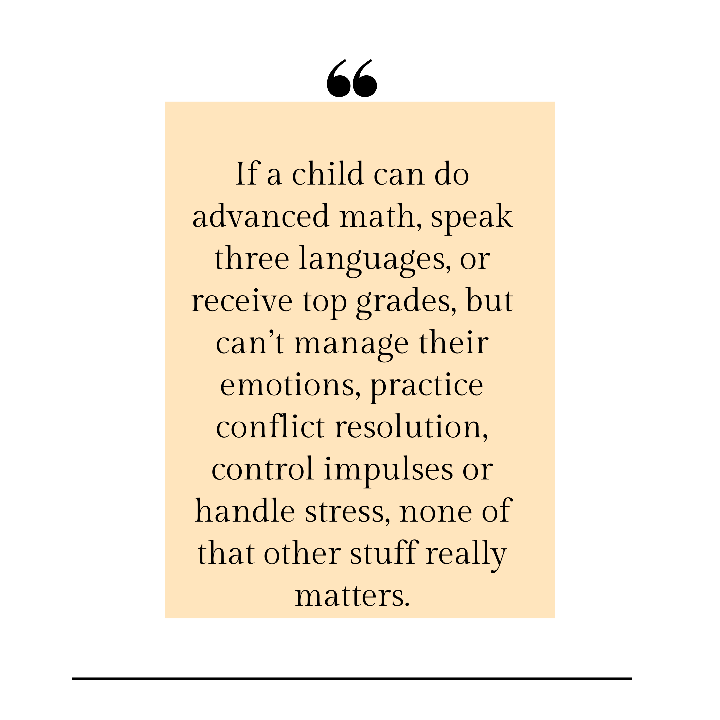 “
If a child can do
advanced math, speak
three languages, or
receive top grades, but
can’t manage their
emotions, practice
conflict resolution,
control impulses or
handle stress, none of
that other stuff really
matters.